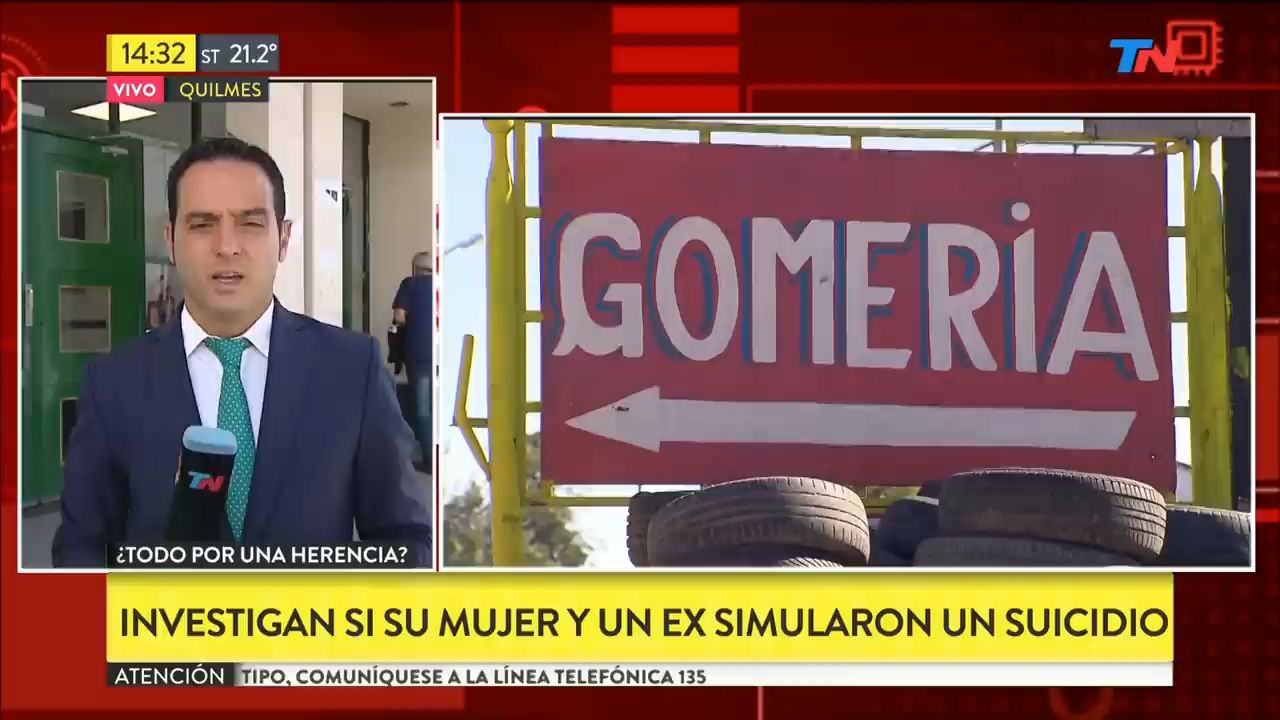 14:32 ST 21.2°
TN
VIVO QUILMES
GOMERiA
TN
¿TODO POR UNA HERENCIA?
INVESTIGAN SI SU MUJER Y UN EX SIMULARON UN SUICIDIO
ATENCIÓN TIPO, COMUNÍQUESE A LA LÍNEA TELEFÓNICA 135